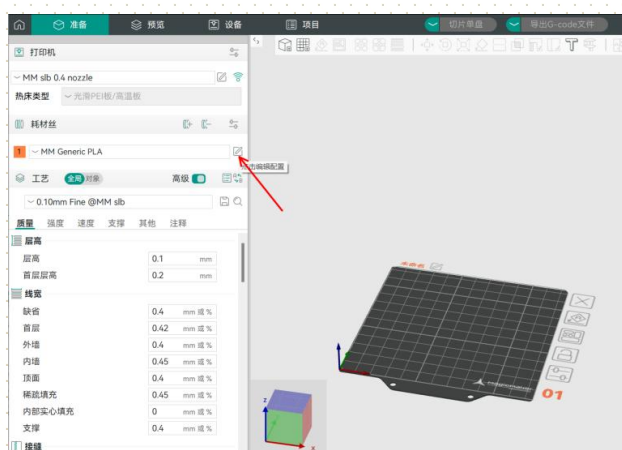 准备 预览 设备 项目 切片单盘 导出G-code文件
打印机
MM slb 0.4 nozzle
热床类型 光滑PEI板/高温板
耗材丝
1 MM Generic PLA
击编辑配置
工艺 全局 对象 高级
0.10mm Fine @MM slb
质量 强度 速度 支撑 其他 注释
层高
层高 0.1 mm
首层层高 0.2 mm
线宽
缺省 0.4 mm 或 %
首层 0.42 mm 或 %
外墙 0.4 mm 或 %
内墙 0.45 mm 或 %
顶面 0.4 mm 或 %
稀疏填充 0.45 mm 或 %
内部实心填充 0 mm 或 %
支撑 0.4 mm 或 %
接缝
未命名
01
z
x